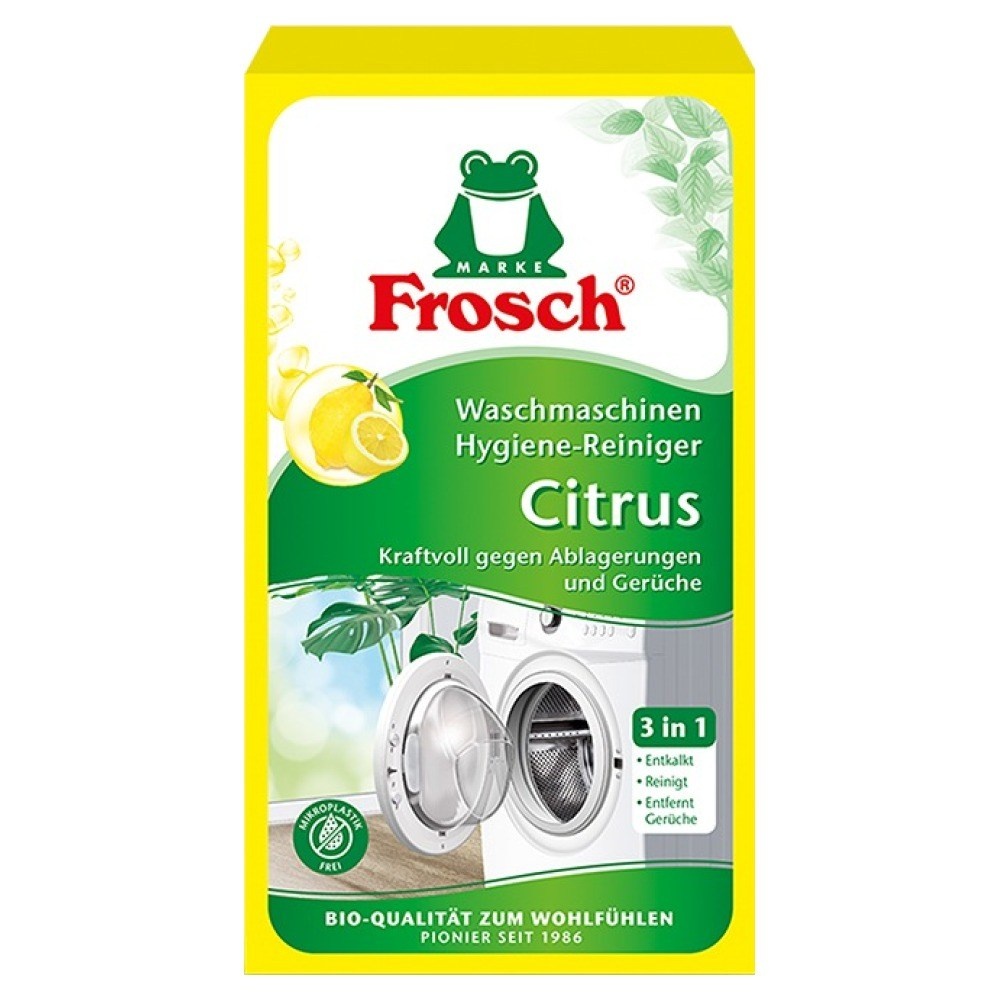 MARKE
Frosch®
Waschmaschinen
Hygiene-Reiniger
Citrus
Kraftvoll gegen Ablagerungen
und Gerüche
3 in 1
• Entkalkt
• Reinigt
• Entfernt
Gerüche
MIKROPLASTIK
FREI
BIO-QUALITÄT ZUM WOHLFÜHLEN
PIONIER SEIT 1986